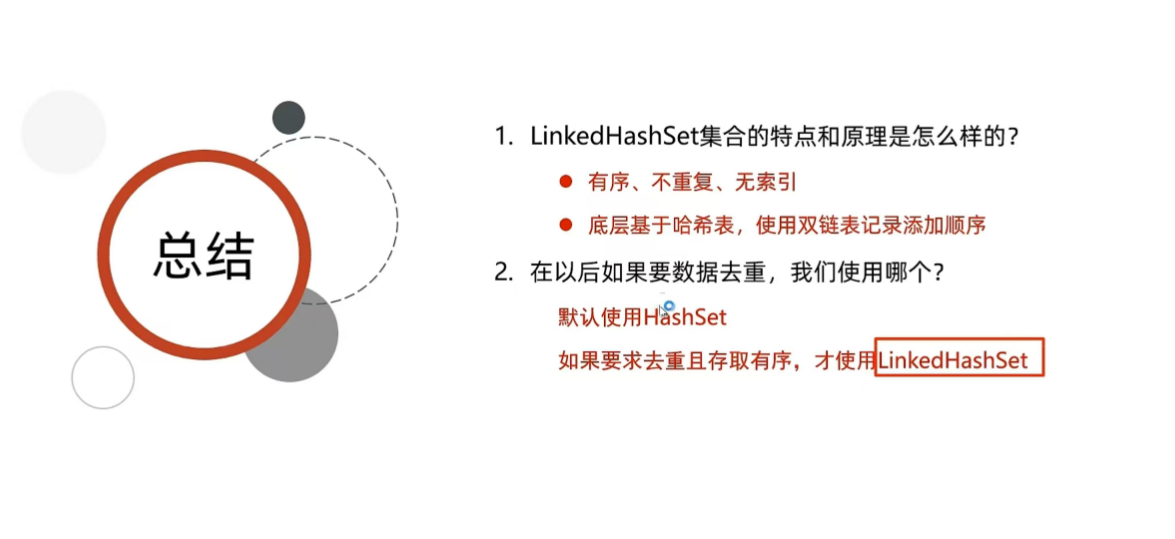 总结
1. LinkedHashSet集合的特点和原理是怎么样的？
有序、不重复、无索引
底层基于哈希表，使用双链表记录添加顺序
2. 在以后如果要数据去重，我们使用哪个？
默认使用HashSet
如果要求去重且存取有序，才使用LinkedHashSet